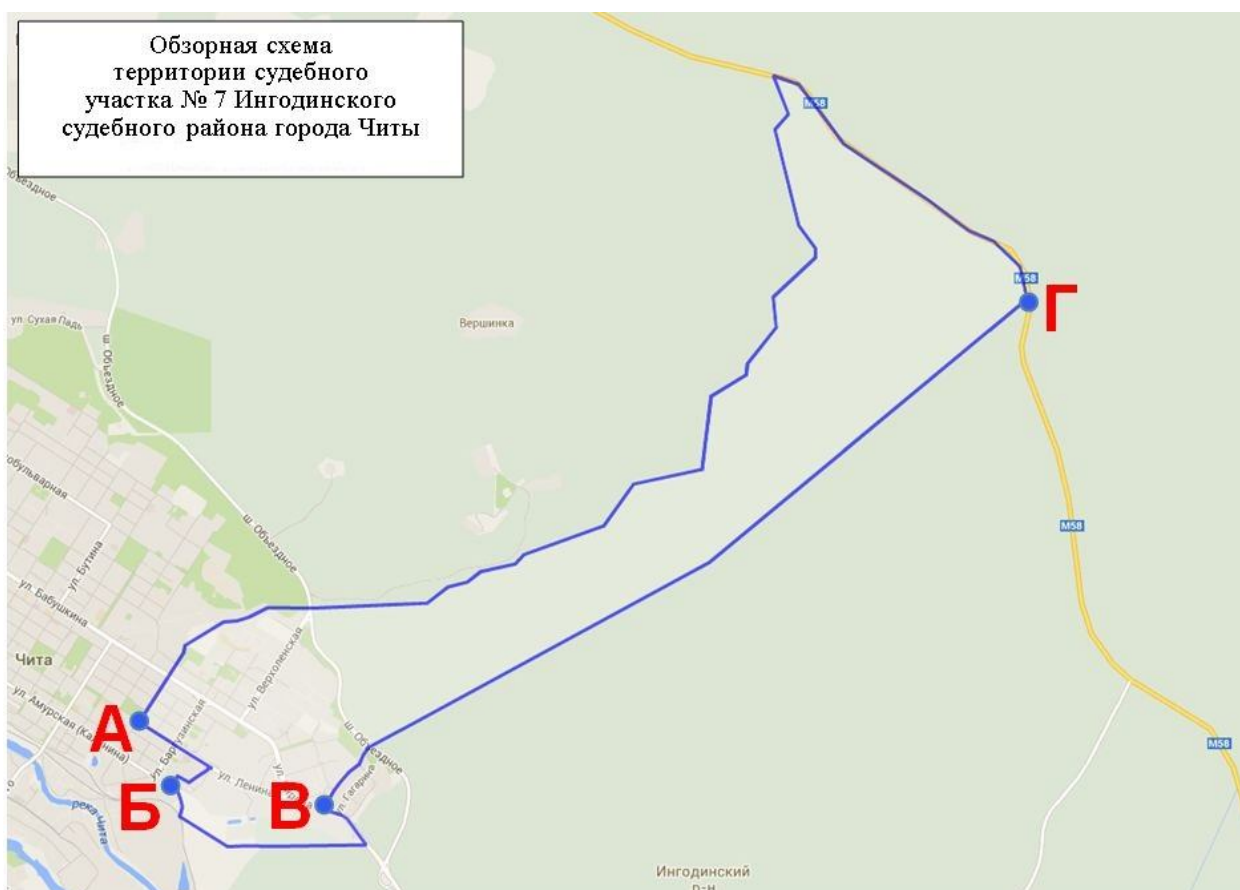 Обзорная схема
территории судебного
участка № 7 Ингодинского
судебного района города Читы
Объездное
М58
М58
ул. Сухая Падь
ш. Объездное
Вершинка
Г
ш. Объездное
М58
ул. Бутина
ул. Бабушкина
ул. Верхоленская
Чита
ул. Амурская (Калинина)
А
ул. Баргузинская
ш. Объездное
М58
Б
ул. Ленина
В
ул. Гагарина
река Чита
Ингодинский
р-н